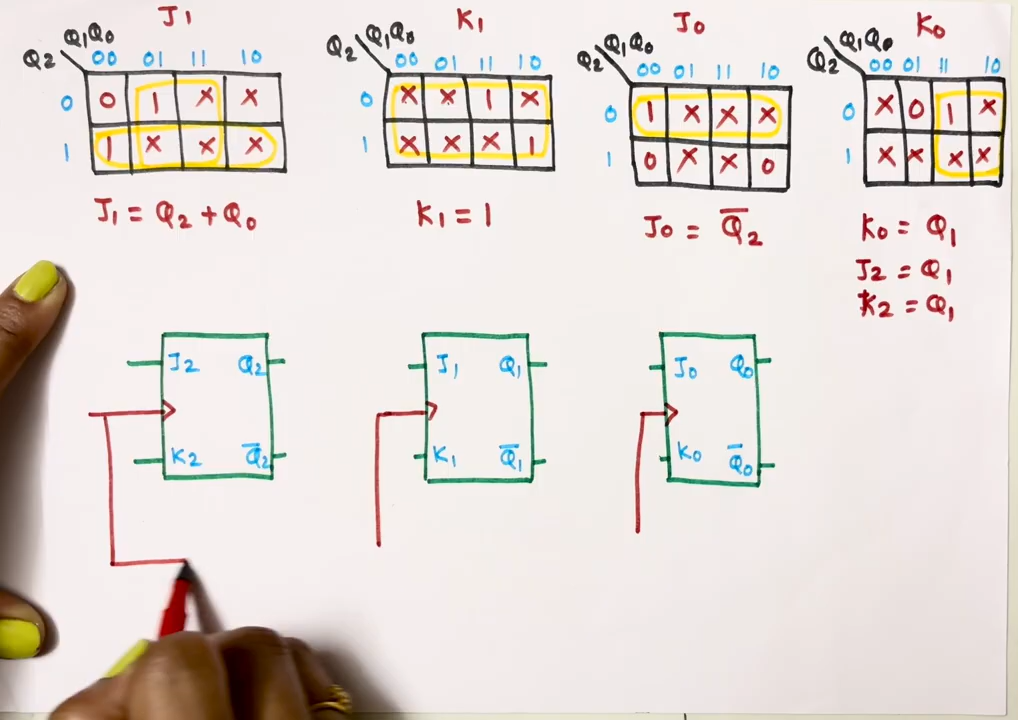 J1 K1 J0 K0
Q1Q0 Q1Q0 Q1Q0 Q1Q0
Q2 Q2 Q2 Q2
00 01 11 10 00 01 11 10 00 01 11 10 00 01 11 10
0 0 1 X X 0 X X 1 X 0 1 X X X 0 X 0 1 X
1 1 X X X 1 X X X 1 1 0 X X 0 1 X X X X
J1 = Q2 + Q0 K1 = 1 J0 = Q̅2 K0 = Q1
J2 = Q1
K2 = Q1
J2 Q2 J1 Q1 J0 Q0
K2 Q̅2 K1 Q̅1 K0 Q̅0